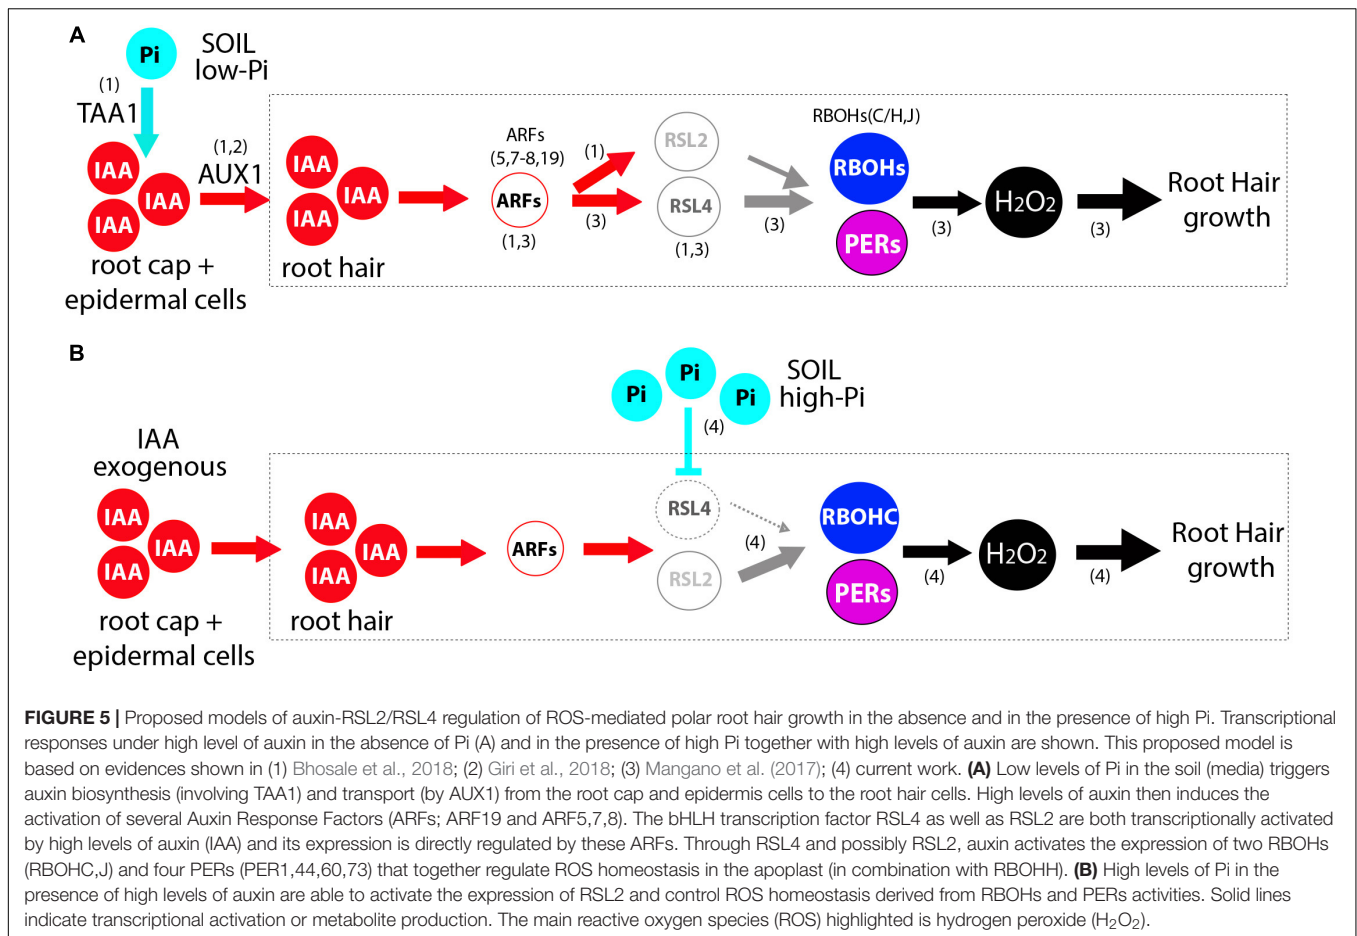 A
Pi
SOIL
low-Pi
(1)
TAA1
(1,2)
AUX1
IAA
IAA
IAA
root cap +
epidermal cells
IAA
IAA
IAA
root hair
ARFs
(5,7-8,19)
ARFs
(1,3)
(1)
(3)
RSL2
RSL4
(1,3)
(3)
RBOHs(C/H,J)
RBOHs
PERs
(3)
H2O2
(3)
Root Hair
growth
B
Pi
Pi
Pi
SOIL
high-Pi
(4)
IAA
exogenous
IAA
IAA
IAA
root cap +
epidermal cells
IAA
IAA
IAA
root hair
ARFs
RSL4
RSL2
(4)
RBOHC
PERs
(4)
H2O2
(4)
Root Hair
growth
FIGURE 5 | Proposed models of auxin-RSL2/RSL4 regulation of ROS-mediated polar root hair growth in the absence and in the presence of high Pi. Transcriptional
responses under high level of auxin in the absence of Pi (A) and in the presence of high Pi together with high levels of auxin are shown. This proposed model is
based on evidences shown in (1) Bhosale et al., 2018; (2) Giri et al., 2018; (3) Mangano et al. (2017); (4) current work. (A) Low levels of Pi in the soil (media) triggers
auxin biosynthesis (involving TAA1) and transport (by AUX1) from the root cap and epidermis cells to the root hair cells. High levels of auxin then induces the
activation of several Auxin Response Factors (ARFs; ARF19 and ARF5,7,8). The bHLH transcription factor RSL4 as well as RSL2 are both transcriptionally activated
by high levels of auxin (IAA) and its expression is directly regulated by these ARFs. Through RSL4 and possibly RSL2, auxin activates the expression of two RBOHs
(RBOHC,J) and four PERs (PER1,44,60,73) that together regulate ROS homeostasis in the apoplast (in combination with RBOHH). (B) High levels of Pi in the
presence of high levels of auxin are able to activate the expression of RSL2 and control ROS homeostasis derived from RBOHs and PERs activities. Solid lines
indicate transcriptional activation or metabolite production. The main reactive oxygen species (ROS) highlighted is hydrogen peroxide (H2O2).